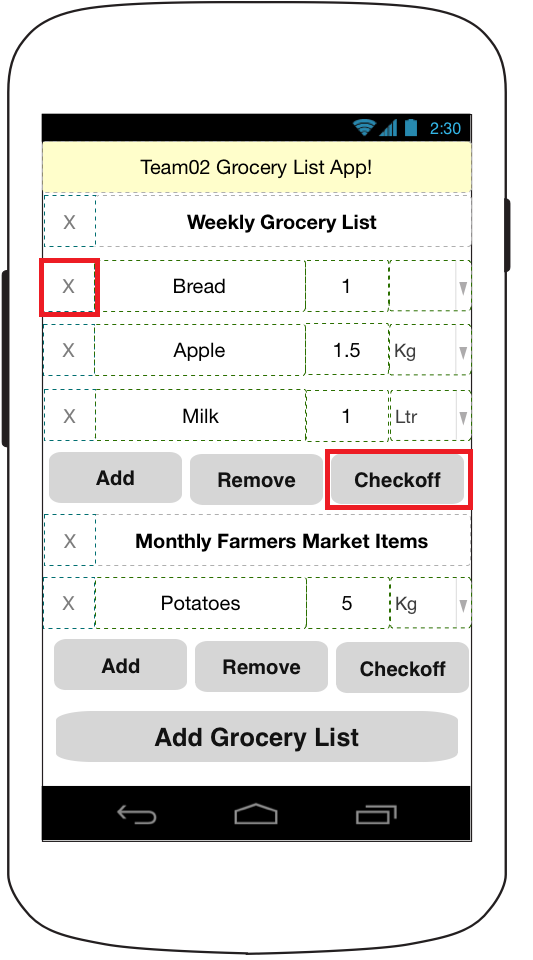 2:30
Team02 Grocery List App!
X Weekly Grocery List
X Bread 1
X Apple 1.5 Kg
X Milk 1 Ltr
Add Remove Checkoff
X Monthly Farmers Market Items
X Potatoes 5 Kg
Add Remove Checkoff
Add Grocery List